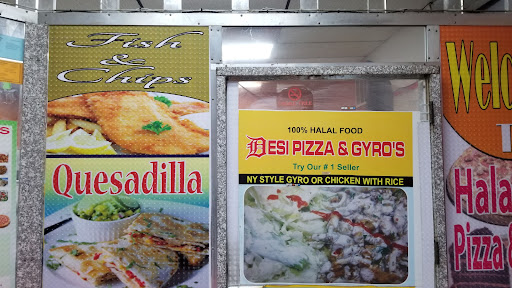 Fish
&
Chips
Quesadilla
100% HALAL FOOD
DESI PIZZA & GYRO'S
Try Our # 1 Seller
NY STYLE GYRO OR CHICKEN WITH RICE
Welco
T
Hala
Pizza &